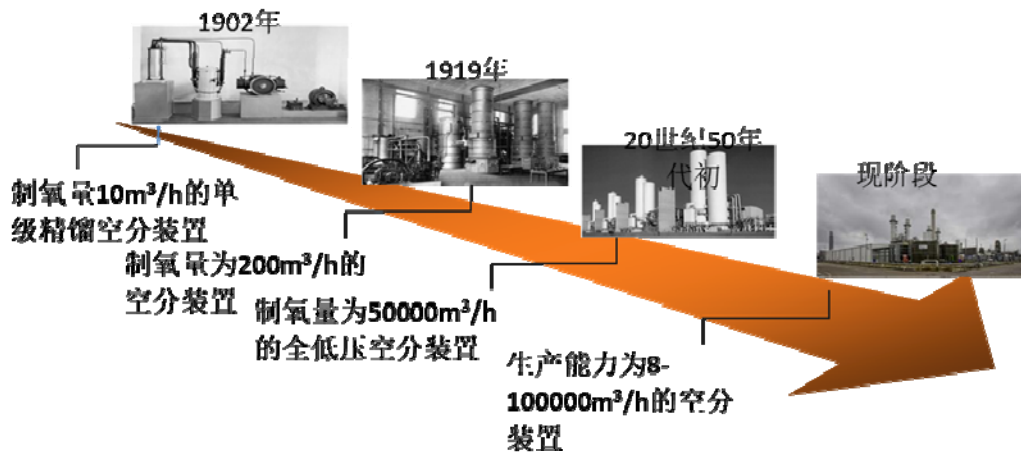 1902年
制氧量10m³/h的单
级精馏空分装置
1919年
制氧量为200m³/h的
空分装置
20世纪50年
代初
制氧量为50000m³/h
的全低压空分装置
现阶段
生产能力为8-
100000m³/h的空分
装置